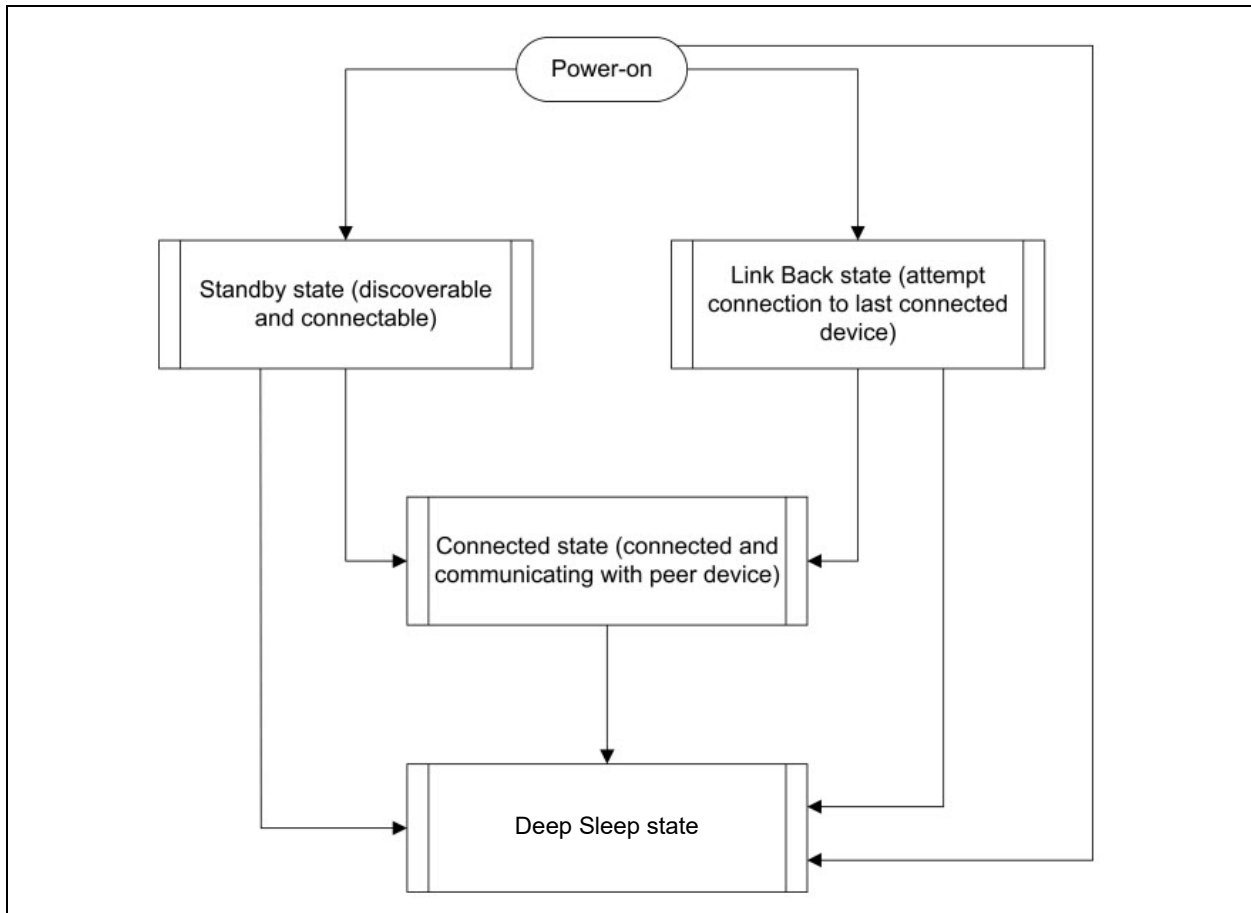 Power-on
Standby state (discoverable
and connectable)
Link Back state (attempt
connection to last connected
device)
Connected state (connected and
communicating with peer device)
Deep Sleep state